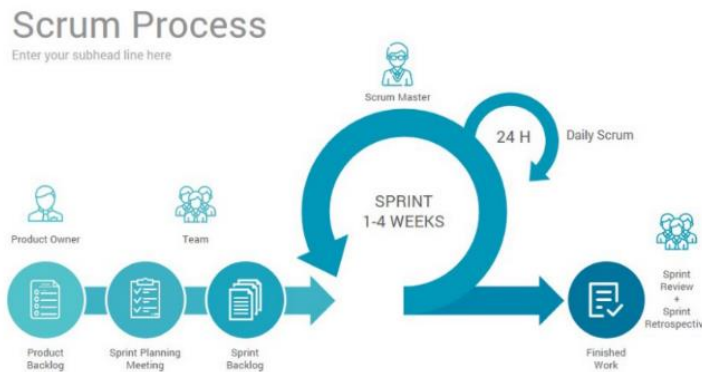 Scrum Process
Enter your subhead line here
Scrum Master
24 H
Daily Scrum
SPRINT
1-4 WEEKS
Product Owner
Team
Sprint
Review
+
Sprint
Retrospectiv
Product
Backlog
Sprint Planning
Meeting
Sprint
Backlog
Finished
Work